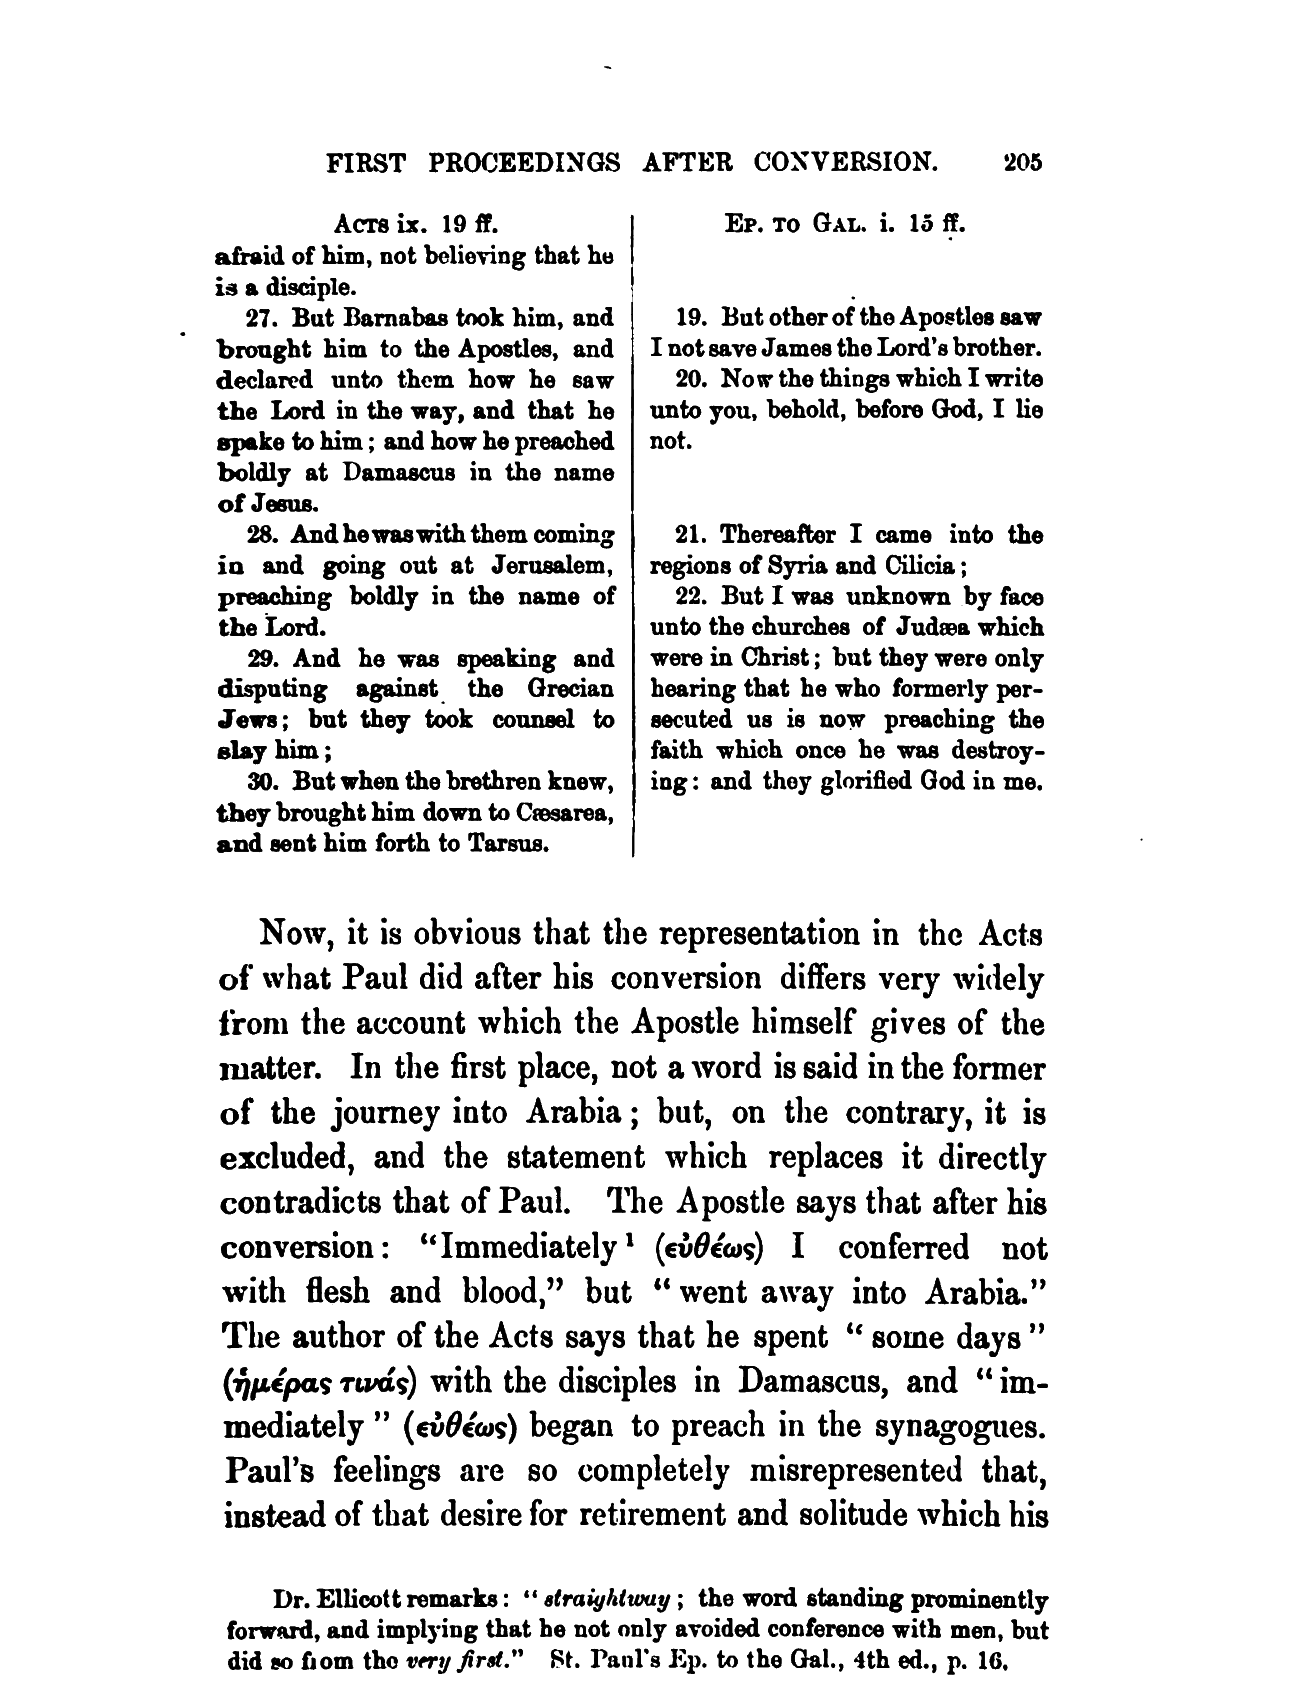 FIRST PROCEEDINGS AFTER CONVERSION. 205
ACTS ix. 19 ff.
afraid of him, not believing that he
is a disciple.
27. But Barnabas took him, and
brought him to the Apostles, and
declared unto them how he saw
the Lord in the way, and that he
spake to him; and how he preached
boldly at Damascus in the name
of Jesus.
28. And he was with them coming
in and going out at Jerusalem,
preaching boldly in the name of
the Lord.
29. And he was speaking and
disputing against the Grecian
Jews; but they took counsel to
slay him;
30. But when the brethren knew,
they brought him down to Cæsarea,
and sent him forth to Tarsus.
EP. TO GAL. i. 15 ff.
19. But other of the Apostles saw
I not save James the Lord's brother.
20. Now the things which I write
unto you, behold, before God, I lie
not.
21. Thereafter I came into the
regions of Syria and Cilicia;
22. But I was unknown by face
unto the churches of Judæa which
were in Christ; but they were only
hearing that he who formerly per-
secuted us is now preaching the
faith which once he was destroy-
ing: and they glorified God in me.
Now, it is obvious that the representation in the Acts
of what Paul did after his conversion differs very widely
from the account which the Apostle himself gives of the
matter. In the first place, not a word is said in the former
of the journey into Arabia; but, on the contrary, it is
excluded, and the statement which replaces it directly
contradicts that of Paul. The Apostle says that after his
conversion: "Immediately¹ (εὐθέως) I conferred not
with flesh and blood," but "went away into Arabia."
The author of the Acts says that he spent "some days"
(ἡμέρας τινάς) with the disciples in Damascus, and "im-
mediately" (εὐθέως) began to preach in the synagogues.
Paul's feelings are so completely misrepresented that,
instead of that desire for retirement and solitude which his
Dr. Ellicott remarks: "straightway; the word standing prominently
forward, and implying that he not only avoided conference with men, but
did so from the very first." St. Paul's Ep. to the Gal., 4th ed., p. 16.